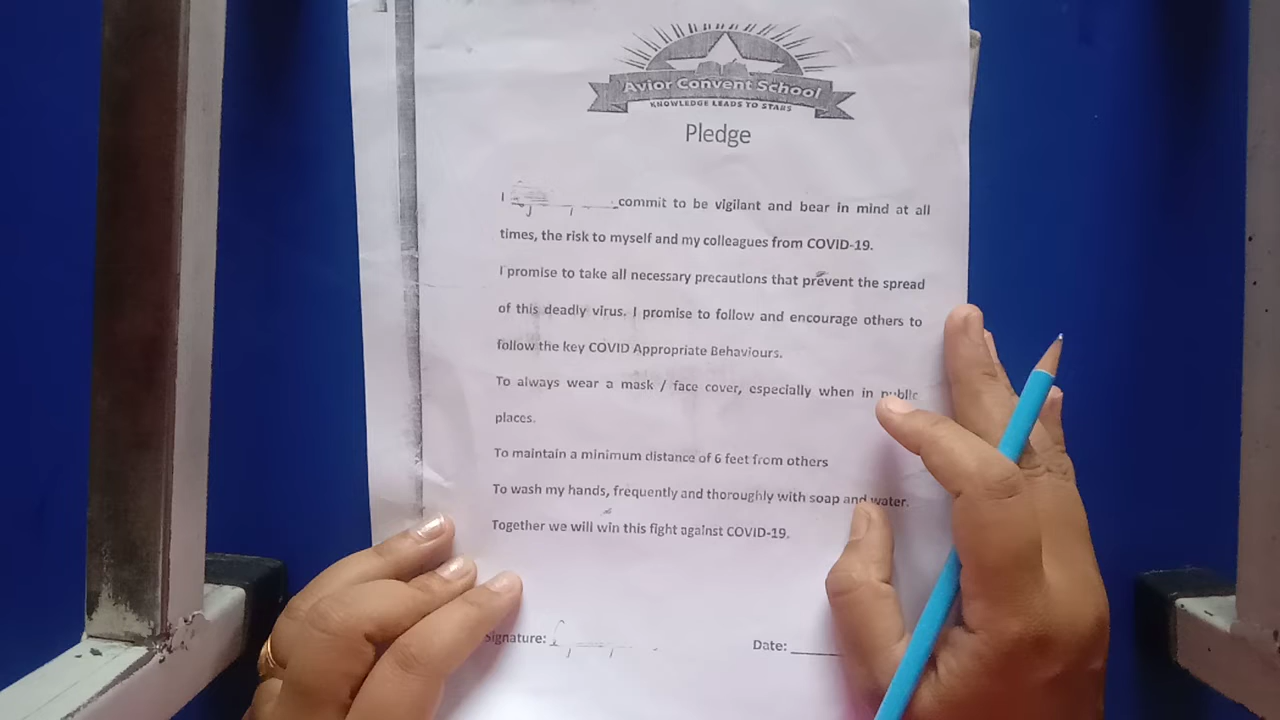 Avior Convent School
KNOWLEDGE LEADS TO STARS
Pledge
I commit to be vigilant and bear in mind at all
times, the risk to myself and my colleagues from COVID-19.
I promise to take all necessary precautions that prevent the spread
of this deadly virus. I promise to follow and encourage others to
follow the key COVID Appropriate Behaviours.
To always wear a mask / face cover, especially when in public
places.
To maintain a minimum distance of 6 feet from others
To wash my hands, frequently and thoroughly with soap and water.
Together we will win this fight against COVID-19.
Signature: Date: